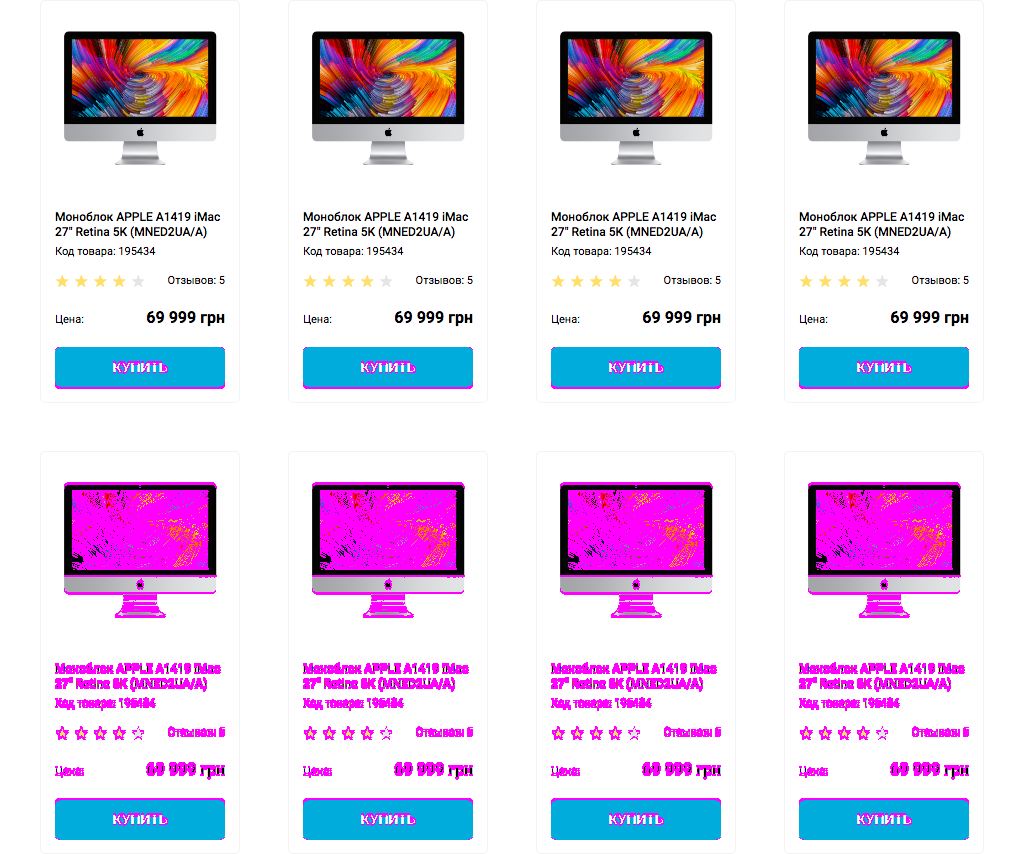 Моноблок APPLE A1419 iMac
27" Retina 5K (MNED2UA/A)
Код товара: 195434
Отзывов: 5
Цена: 69 999 грн
КУПИТЬ
Моноблок APPLE A1419 iMac
27" Retina 5K (MNED2UA/A)
Код товара: 195434
Отзывов: 5
Цена: 69 999 грн
КУПИТЬ
Моноблок APPLE A1419 iMac
27" Retina 5K (MNED2UA/A)
Код товара: 195434
Отзывов: 5
Цена: 69 999 грн
КУПИТЬ
Моноблок APPLE A1419 iMac
27" Retina 5K (MNED2UA/A)
Код товара: 195434
Отзывов: 5
Цена: 69 999 грн
КУПИТЬ
Моноблок APPLE A1419 iMac
27" Retina 5K (MNED2UA/A)
Код товара: 195434
Отзывов: 5
Цена: 69 999 грн
КУПИТЬ
Моноблок APPLE A1419 iMac
27" Retina 5K (MNED2UA/A)
Код товара: 195434
Отзывов: 5
Цена: 69 999 грн
КУПИТЬ
Моноблок APPLE A1419 iMac
27" Retina 5K (MNED2UA/A)
Код товара: 195434
Отзывов: 5
Цена: 69 999 грн
КУПИТЬ
Моноблок APPLE A1419 iMac
27" Retina 5K (MNED2UA/A)
Код товара: 195434
Отзывов: 5
Цена: 69 999 грн
КУПИТЬ